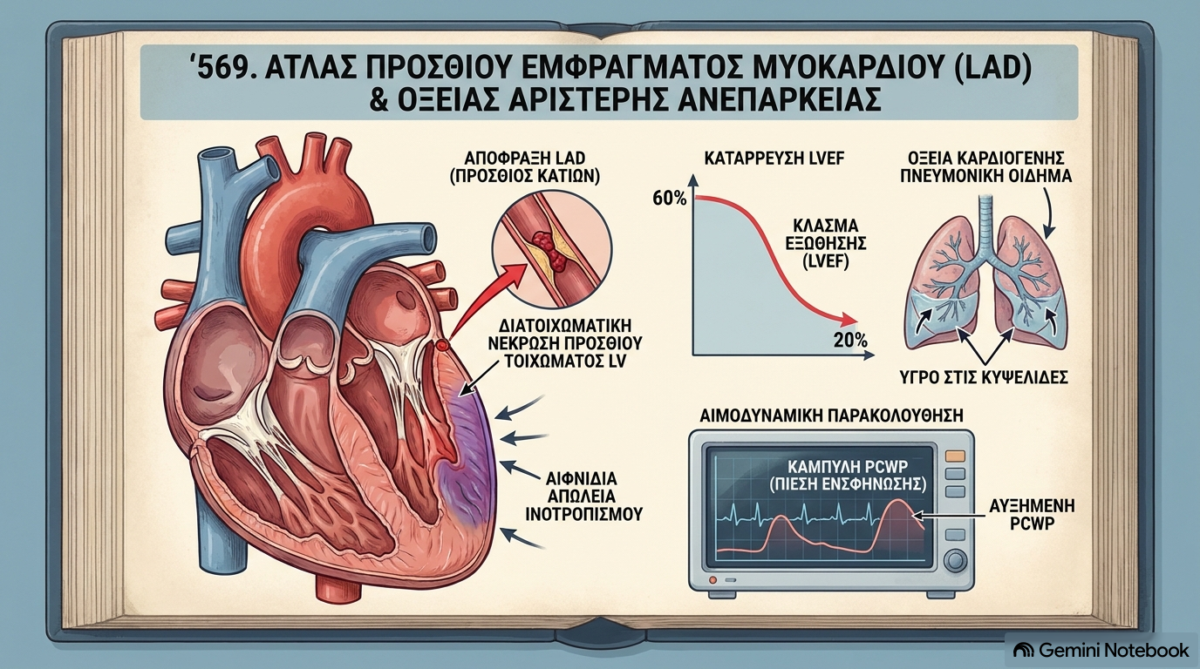 ‘569. ΑΤΛΑΣ ΠΡΟΣΘΙΟΥ ΕΜΦΡΑΓΜΑΤΟΣ ΜΥΟΚΑΡΔΙΟΥ (LAD)
& ΟΞΕΙΑΣ ΑΡΙΣΤΕΡΗΣ ΑΝΕΠΑΡΚΕΙΑΣ
ΑΠΟΦΡΑΞΗ LAD
(ΠΡΟΣΘΙΟΣ ΚΑΤΙΩΝ)
ΔΙΑΤΟΙΧΩΜΑΤΙΚΗ
ΝΕΚΡΩΣΗ ΠΡΟΣΘΙΟΥ
ΤΟΙΧΩΜΑΤΟΣ LV
ΑΙΦΝΙΔΙΑ
ΑΠΩΛΕΙΑ
ΙΝΟΤΡΟΠΙΣΜΟΥ
ΚΑΤΑΡΡΕΥΣΗ LVEF
60%
ΚΛΑΣΜΑ
ΕΞΩΘΗΣΗΣ
(LVEF)
20%
ΟΞΕΙΑ ΚΑΡΔΙΟΓΕΝΗΣ
ΠΝΕΥΜΟΝΙΚΗ ΟΙΔΗΜΑ
ΥΓΡΟ ΣΤΙΣ ΚΥΨΕΛΙΔΕΣ
ΑΙΜΟΔΥΝΑΜΙΚΗ ΠΑΡΑΚΟΛΟΥΘΗΣΗ
ΚΑΜΠΥΛΗ PCWP
(ΠΙΕΣΗ ΕΝΣΦΗΝΩΣΗΣ)
ΑΥΞΗΜΕΝΗ
PCWP
Gemini Notebook